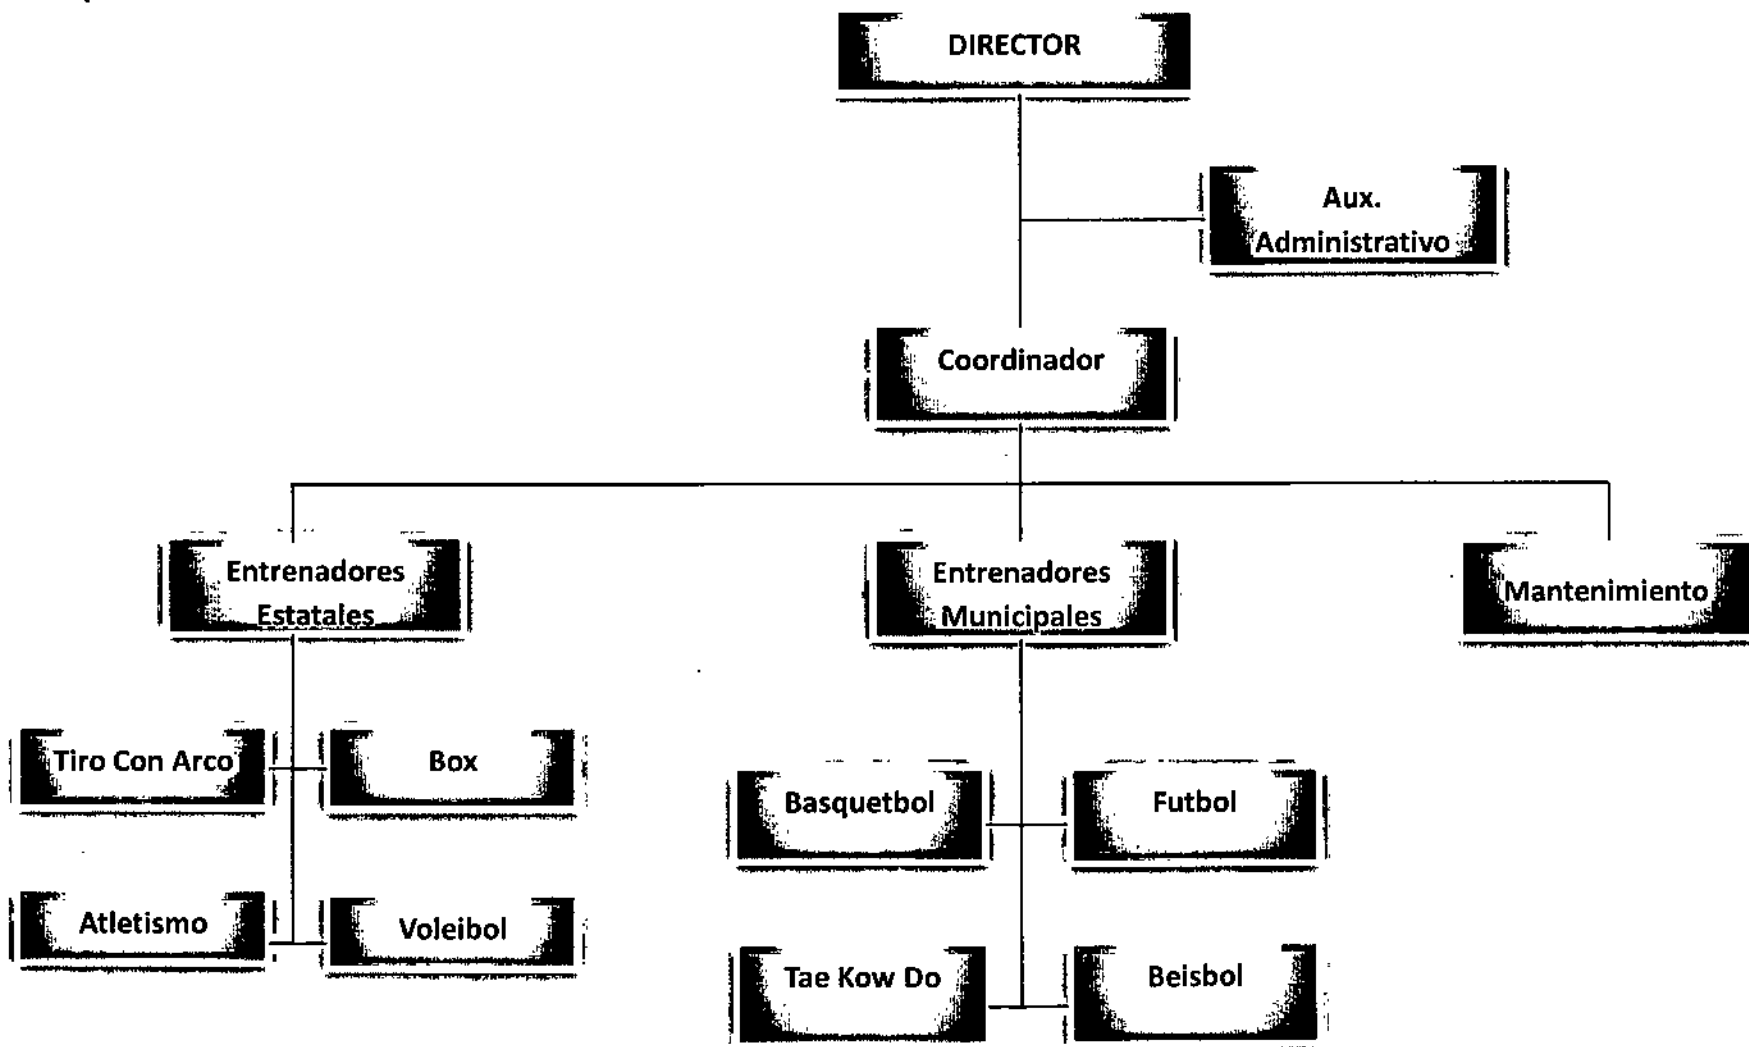 DIRECTOR
Aux.
Administrativo
Coordinador
Entrenadores
Estatales
Entrenadores
Municipales
Mantenimiento
Tiro Con Arco
Box
Basquetbol
Futbol
Atletismo
Voleibol
Tae Kow Do
Beisbol